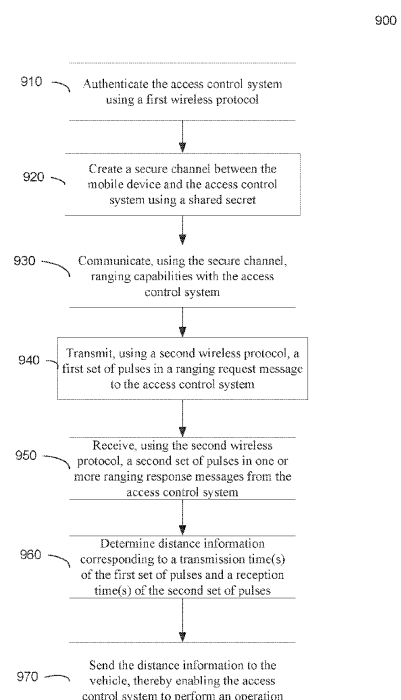 900
910
Authenticate the access control system
using a first wireless protocol
920
Create a secure channel between the
mobile device and the access control
system using a shared secret
930
Communicate, using the secure channel,
ranging capabilities with the access
control system
940
Transmit, using a second wireless protocol, a
first set of pulses in a ranging request message
to the access control system
950
Receive, using the second wireless
protocol, a second set of pulses in one or
more ranging response messages from the
access control system
960
Determine distance information
corresponding to a transmission time(s)
of the first set of pulses and a reception
time(s) of the second set of pulses
970
Send the distance information to the
vehicle, thereby enabling the access
control system to perform an operation